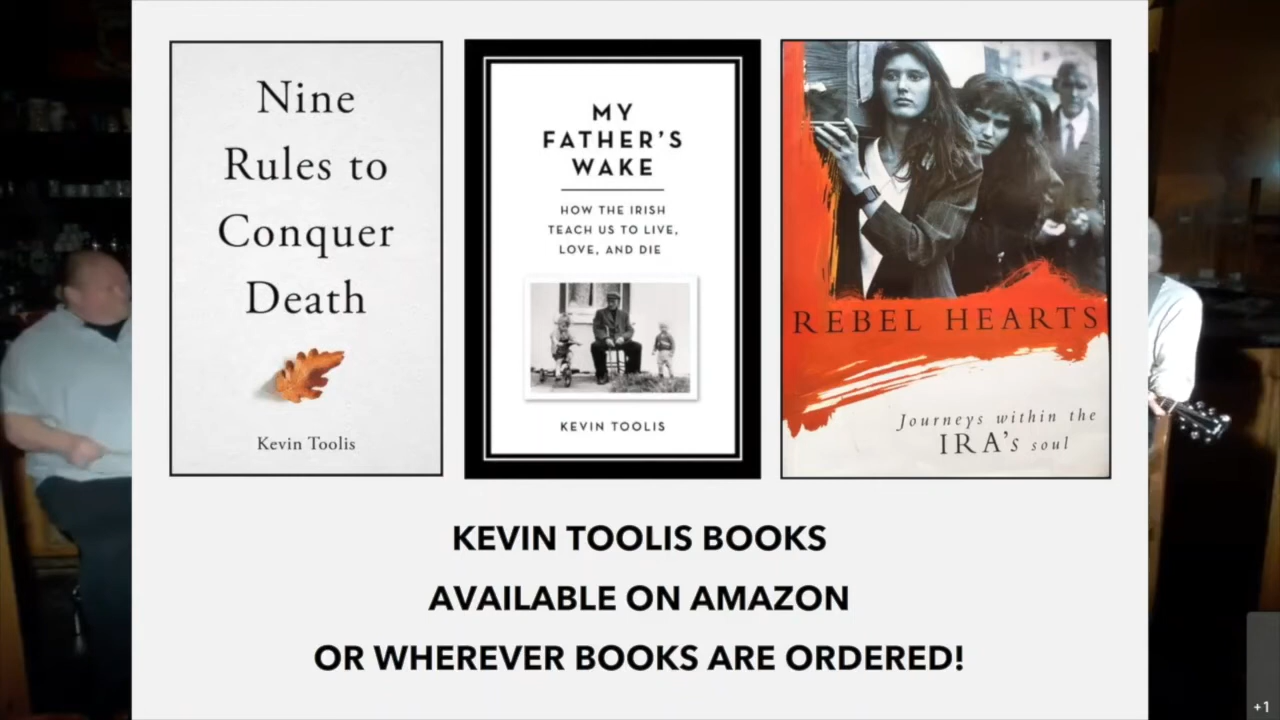 Nine
Rules to
Conquer
Death
Kevin Toolis
MY
FATHER'S
WAKE
HOW THE IRISH
TEACH US TO LIVE,
LOVE, AND DIE
KEVIN TOOLIS
REBEL HEARTS
Journeys within the
IRA's soul
KEVIN TOOLIS BOOKS
AVAILABLE ON AMAZON
OR WHEREVER BOOKS ARE ORDERED!
+1